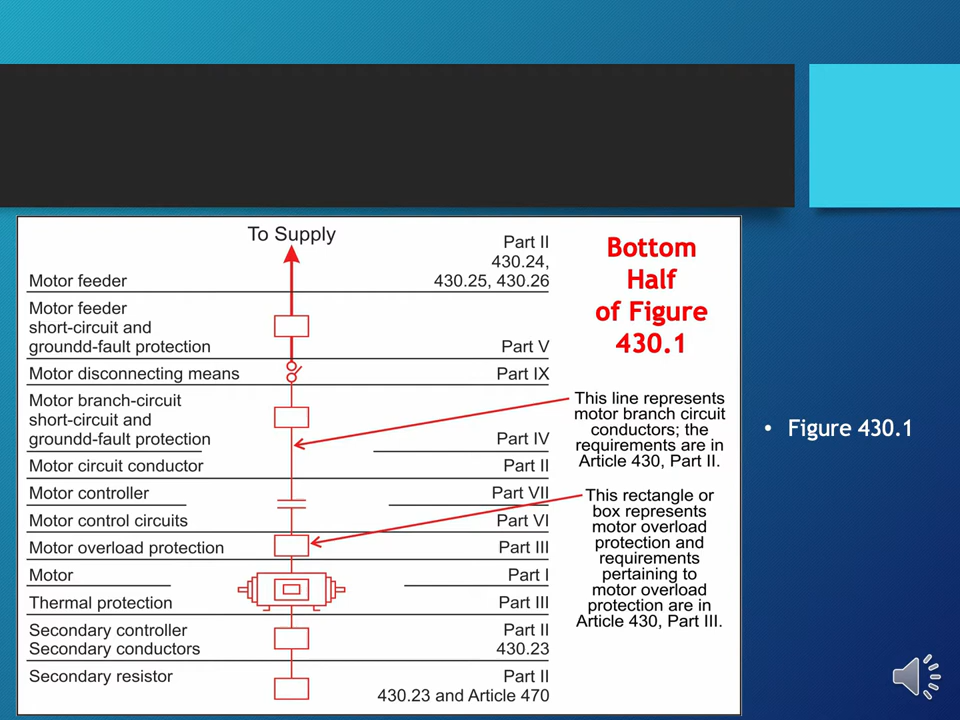 To Supply
Motor feeder
Part II
430.24,
430.25, 430.26
Motor feeder
short-circuit and
groundd-fault protection
Part V
Motor disconnecting means
Part IX
Motor branch-circuit
short-circuit and
groundd-fault protection
Part IV
Motor circuit conductor
Part II
Motor controller
Part VII
Motor control circuits
Part VI
Motor overload protection
Part III
Motor
Part I
Thermal protection
Part III
Secondary controller
Part II
Secondary conductors
430.23
Secondary resistor
Part II
430.23 and Article 470
Bottom
Half
of Figure
430.1
This line represents
motor branch circuit
conductors; the
requirements are in
Article 430, Part II.
This rectangle or
box represents
motor overload
protection and
requirements
pertaining to
motor overload
protection are in
Article 430, Part III.
• Figure 430.1